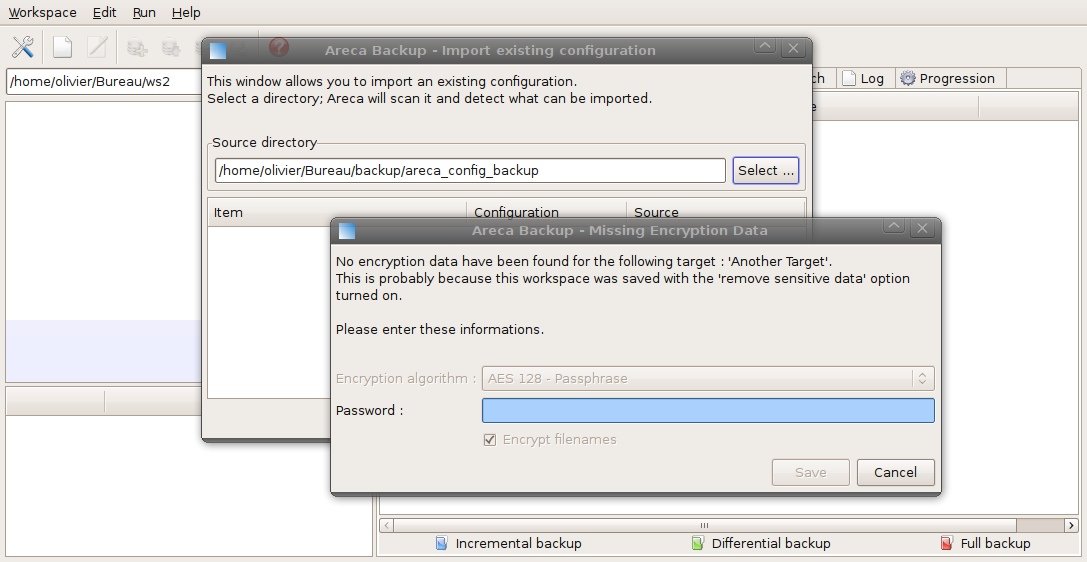 Workspace Edit Run Help
Areca Backup - Import existing configuration
/home/olivier/Bureau/ws2
This window allows you to import an existing configuration.
Select a directory; Areca will scan it and detect what can be imported.
Log Progression
Source directory
/home/olivier/Bureau/backup/areca_config_backup Select ...
Item Configuration Source
Areca Backup - Missing Encryption Data
No encryption data have been found for the following target : 'Another Target'.
This is probably because this workspace was saved with the 'remove sensitive data' option
turned on.
Please enter these informations.
Encryption algorithm : AES 128 - Passphrase
Password :
Encrypt filenames
Save Cancel
Incremental backup Differential backup Full backup